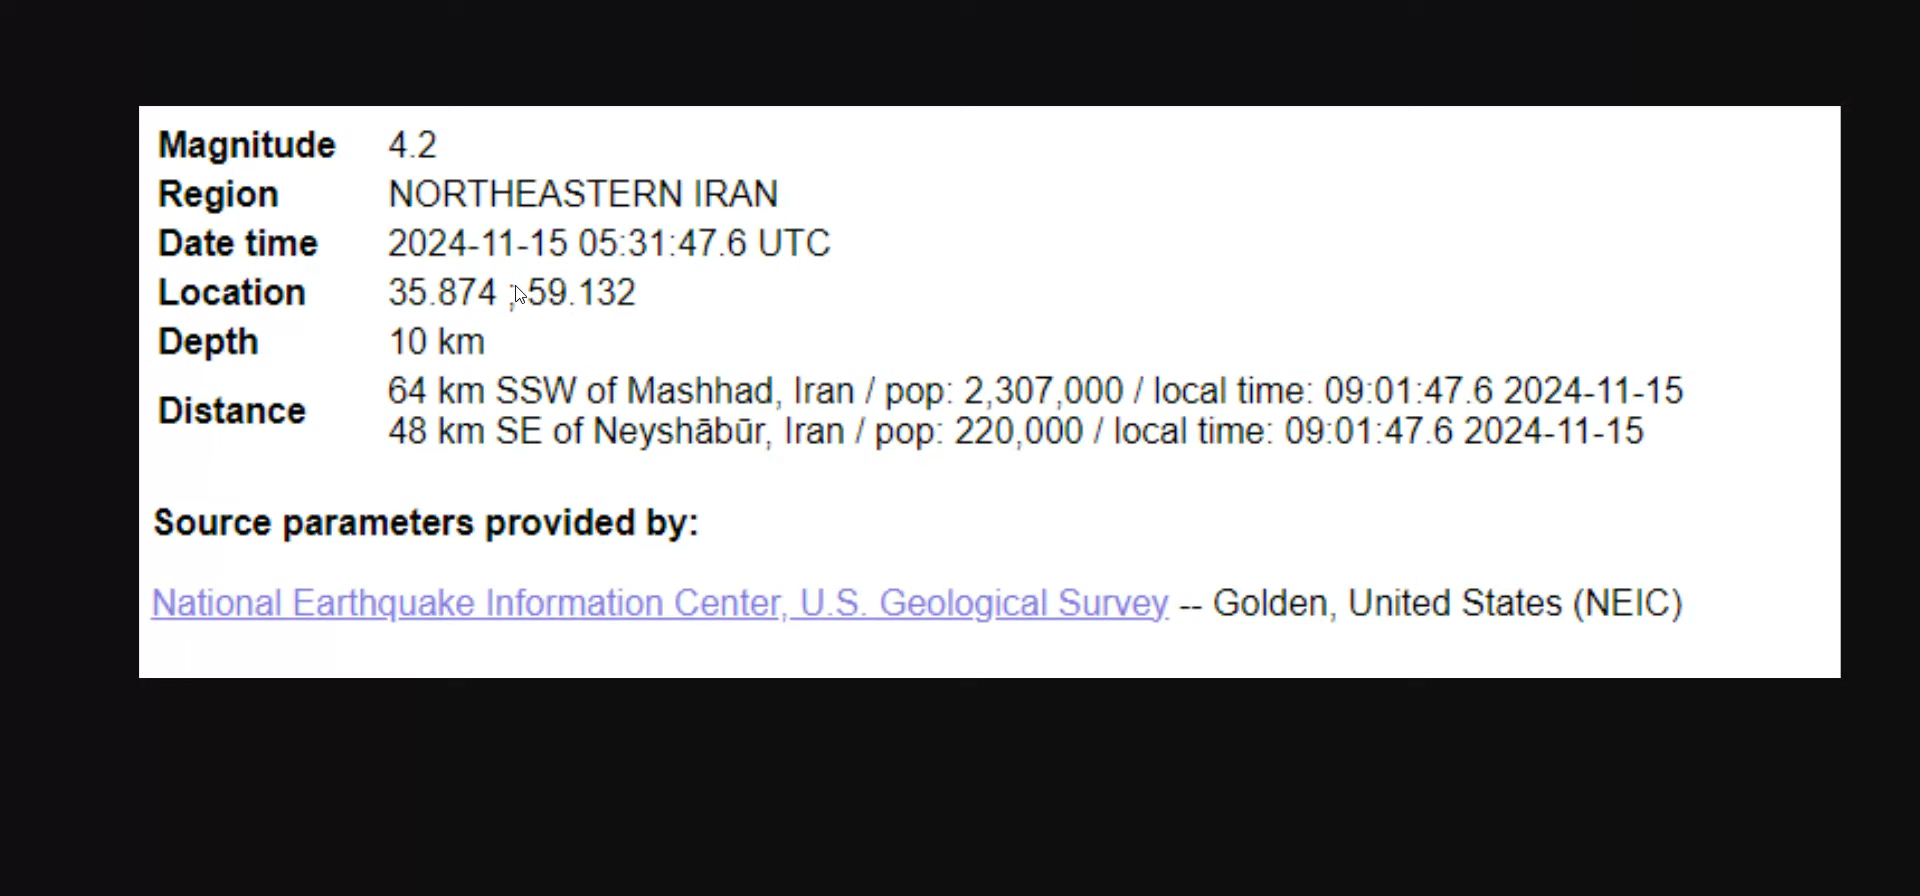 Magnitude 4.2
Region NORTHEASTERN IRAN
Date time 2024-11-15 05:31:47.6 UTC
Location 35.874 ; 59.132
Depth 10 km
Distance 64 km SSW of Mashhad, Iran / pop: 2,307,000 / local time: 09:01:47.6 2024-11-15
48 km SE of Neyshābūr, Iran / pop: 220,000 / local time: 09:01:47.6 2024-11-15
Source parameters provided by:
National Earthquake Information Center, U.S. Geological Survey -- Golden, United States (NEIC)